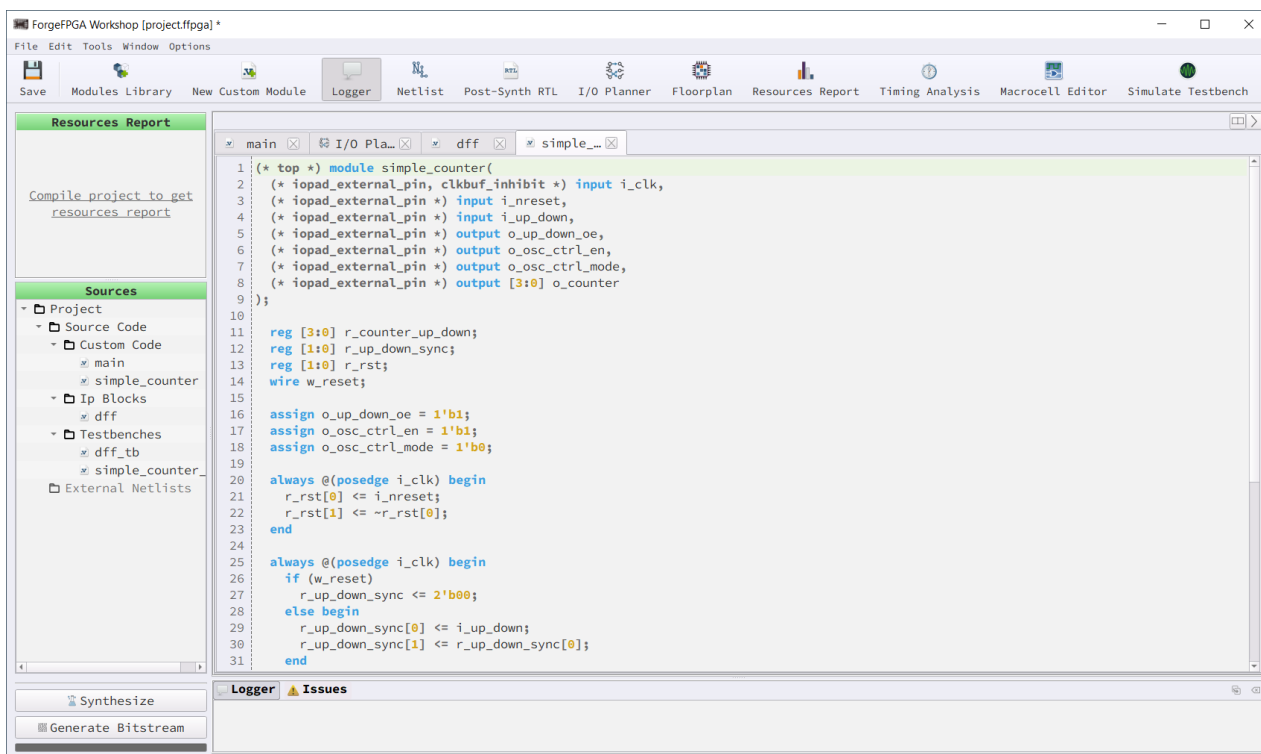 ForgeFPGA Workshop [project.ffpga] *
File Edit Tools Window Options
Save Modules Library New Custom Module Logger Netlist Post-Synth RTL I/O Planner Floorplan Resources Report Timing Analysis Macrocell Editor Simulate Testbench
Resources Report
Compile project to get
resources report
Sources
Project
Source Code
Custom Code
main
simple_counter
Ip Blocks
dff
Testbenches
dff_tb
simple_counter_
External Netlists
Synthesize
Generate Bitstream
main I/O Pla… dff simple_…
1 (* top *) module simple_counter(
2 (* iopad_external_pin, clkbuf_inhibit *) input i_clk,
3 (* iopad_external_pin *) input i_nreset,
4 (* iopad_external_pin *) input i_up_down,
5 (* iopad_external_pin *) output o_up_down_oe,
6 (* iopad_external_pin *) output o_osc_ctrl_en,
7 (* iopad_external_pin *) output o_osc_ctrl_mode,
8 (* iopad_external_pin *) output [3:0] o_counter
9 );
10
11 reg [3:0] r_counter_up_down;
12 reg [1:0] r_up_down_sync;
13 reg [1:0] r_rst;
14 wire w_reset;
15
16 assign o_up_down_oe = 1'b1;
17 assign o_osc_ctrl_en = 1'b1;
18 assign o_osc_ctrl_mode = 1'b0;
19
20 always @(posedge i_clk) begin
21 r_rst[0] <= i_nreset;
22 r_rst[1] <= ~r_rst[0];
23 end
24
25 always @(posedge i_clk) begin
26 if (w_reset)
27 r_up_down_sync <= 2'b00;
28 else begin
29 r_up_down_sync[0] <= i_up_down;
30 r_up_down_sync[1] <= r_up_down_sync[0];
31 end
Logger Issues